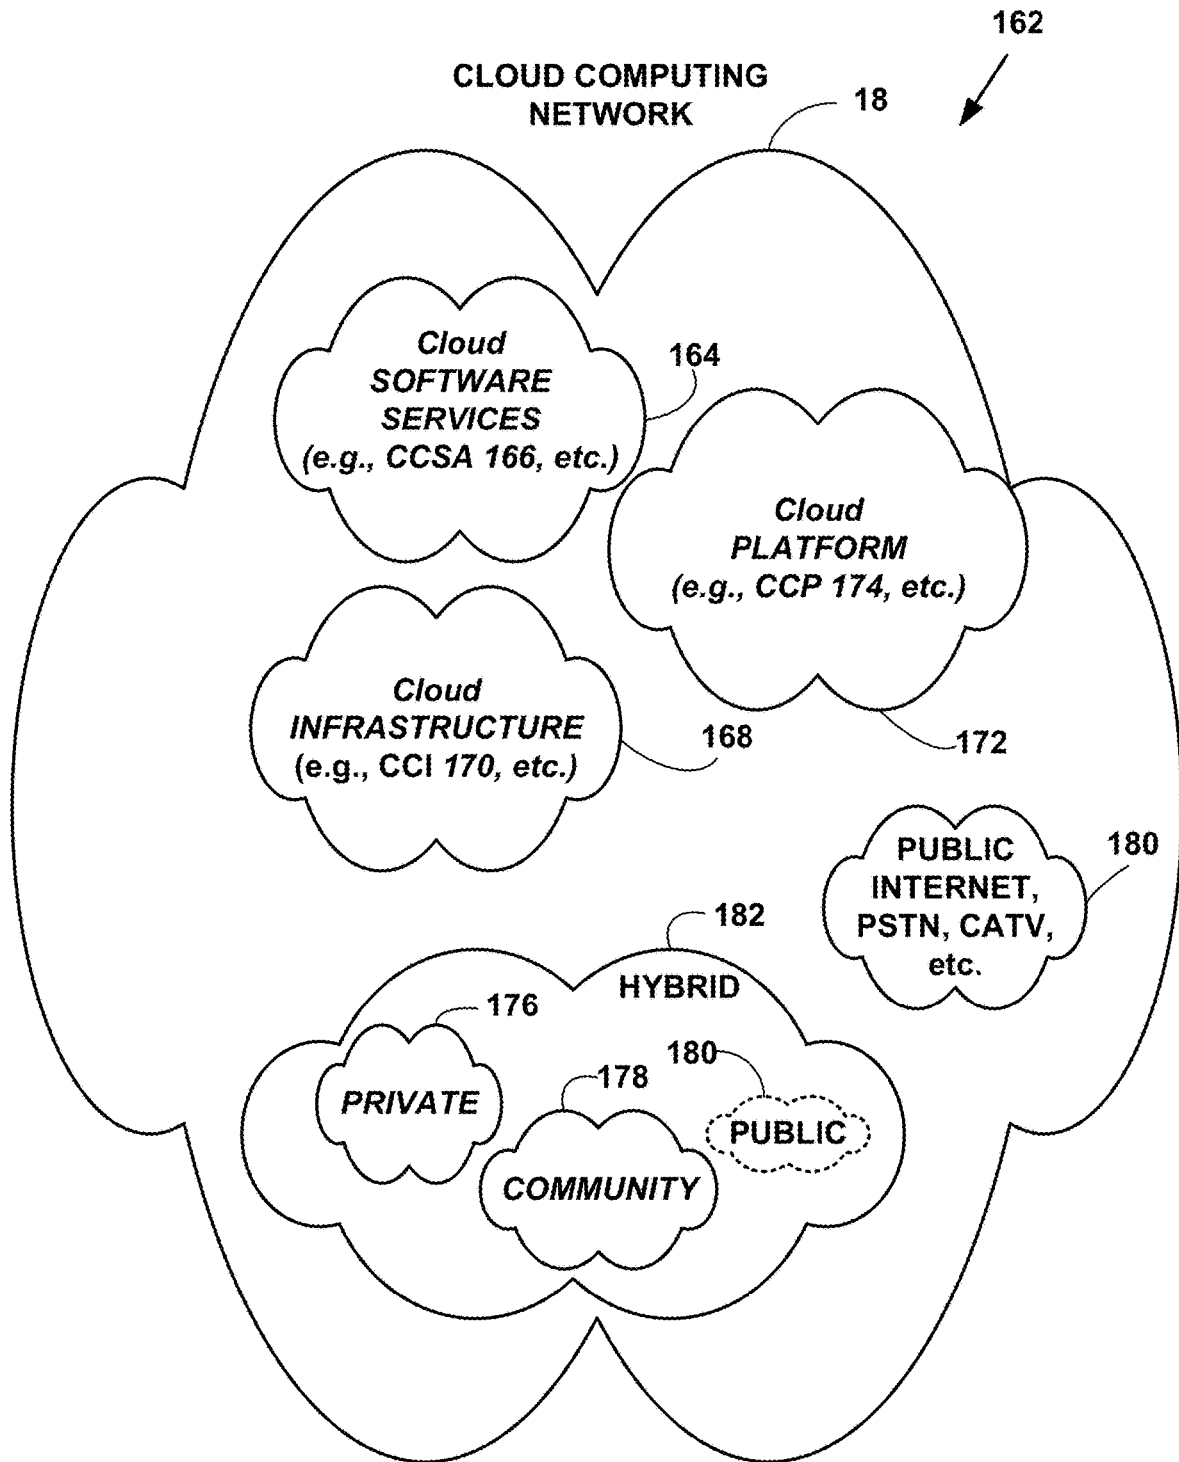 162
CLOUD COMPUTING
NETWORK
18
Cloud
SOFTWARE
SERVICES
(e.g., CCSA 166, etc.)
164
Cloud
PLATFORM
(e.g., CCP 174, etc.)
172
Cloud
INFRASTRUCTURE
(e.g., CCI 170, etc.)
168
PUBLIC
INTERNET,
PSTN, CATV,
etc.
180
182
HYBRID
176
PRIVATE
178
COMMUNITY
180
PUBLIC